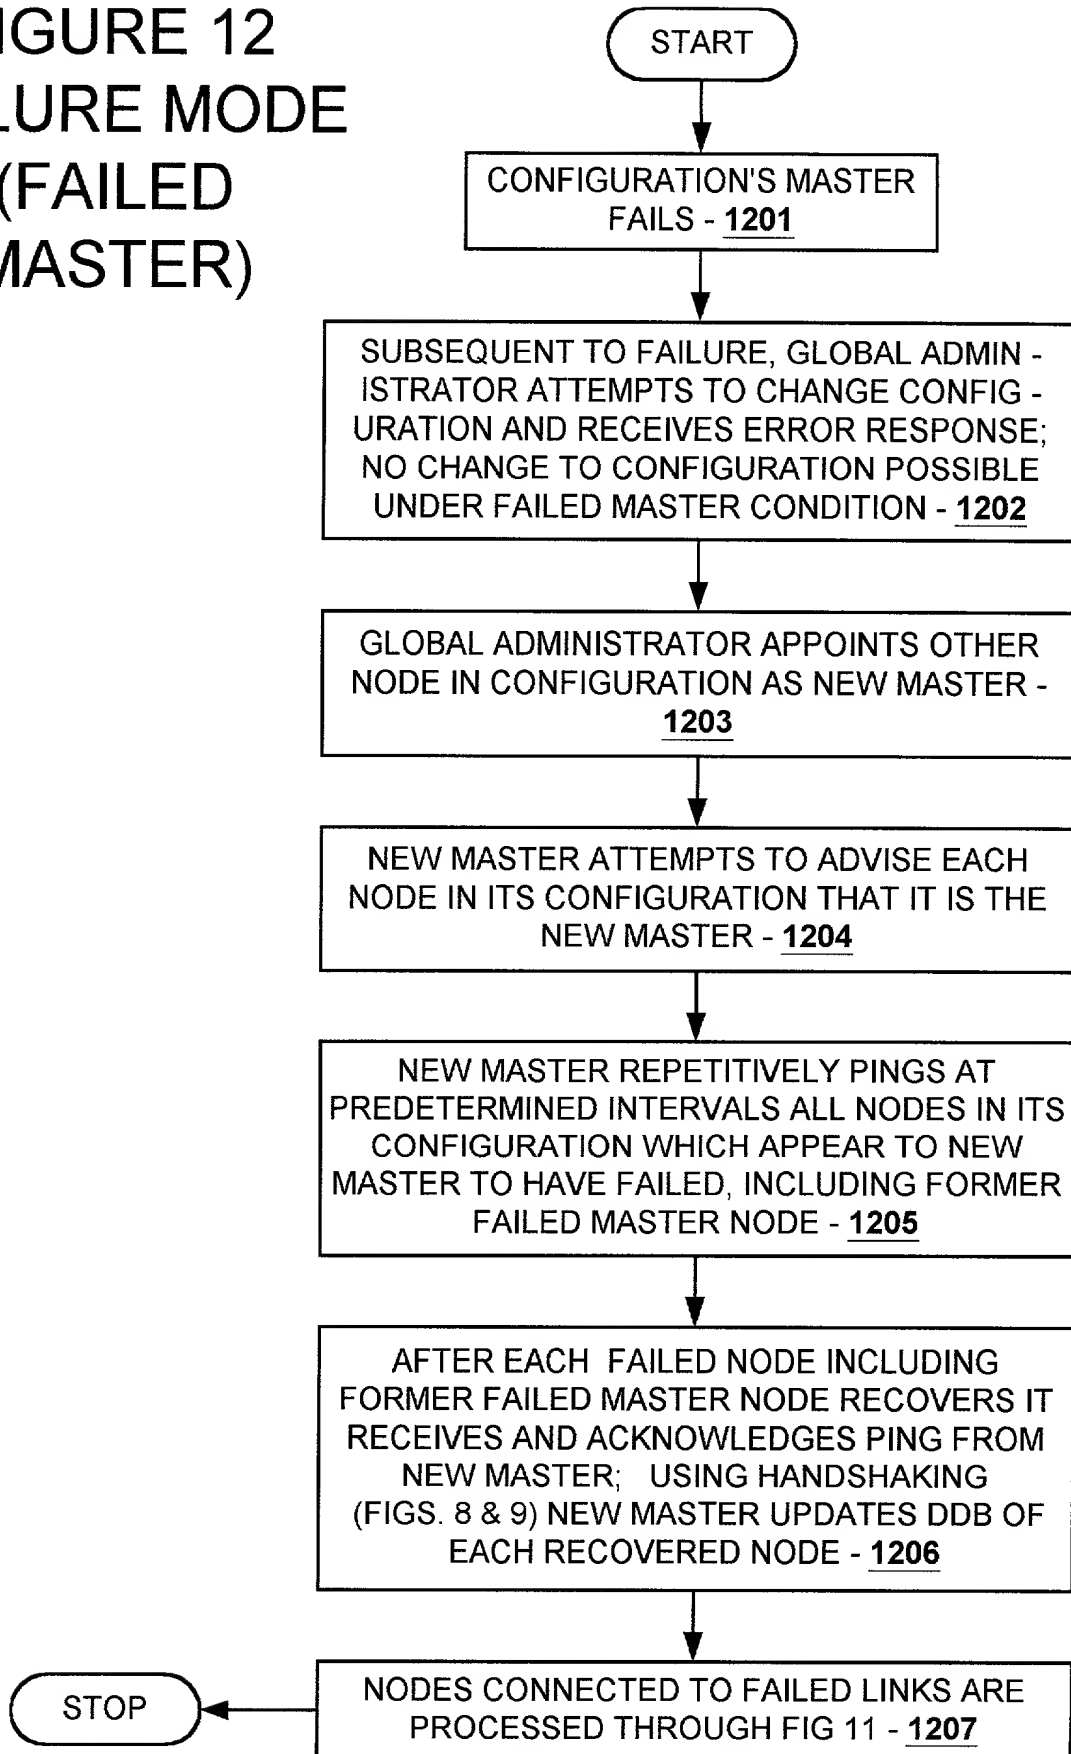 IGURE 12
LURE MODE
(FAILED
MASTER)
START
CONFIGURATION'S MASTER
FAILS - 1201
SUBSEQUENT TO FAILURE, GLOBAL ADMIN -
ISTRATOR ATTEMPTS TO CHANGE CONFIG -
URATION AND RECEIVES ERROR RESPONSE;
NO CHANGE TO CONFIGURATION POSSIBLE
UNDER FAILED MASTER CONDITION - 1202
GLOBAL ADMINISTRATOR APPOINTS OTHER
NODE IN CONFIGURATION AS NEW MASTER -
1203
NEW MASTER ATTEMPTS TO ADVISE EACH
NODE IN ITS CONFIGURATION THAT IT IS THE
NEW MASTER - 1204
NEW MASTER REPETITIVELY PINGS AT
PREDETERMINED INTERVALS ALL NODES IN ITS
CONFIGURATION WHICH APPEAR TO NEW
MASTER TO HAVE FAILED, INCLUDING FORMER
FAILED MASTER NODE - 1205
AFTER EACH FAILED NODE INCLUDING
FORMER FAILED MASTER NODE RECOVERS IT
RECEIVES AND ACKNOWLEDGES PING FROM
NEW MASTER; USING HANDSHAKING
(FIGS. 8 & 9) NEW MASTER UPDATES DDB OF
EACH RECOVERED NODE - 1206
NODES CONNECTED TO FAILED LINKS ARE
PROCESSED THROUGH FIG 11 - 1207
STOP